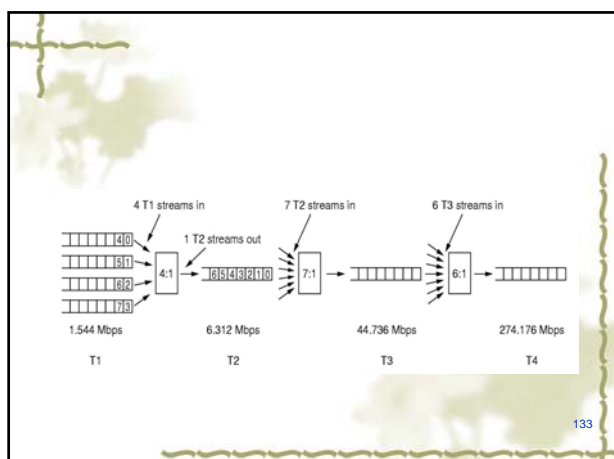 4 T1 streams in
7 T2 streams in
6 T3 streams in
1 T2 streams out
4 0
5 1
6 2
7 3
4:1
6 5 4 3 2 1 0
7:1
6:1
1.544 Mbps
6.312 Mbps
44.736 Mbps
274.176 Mbps
T1
T2
T3
T4
133